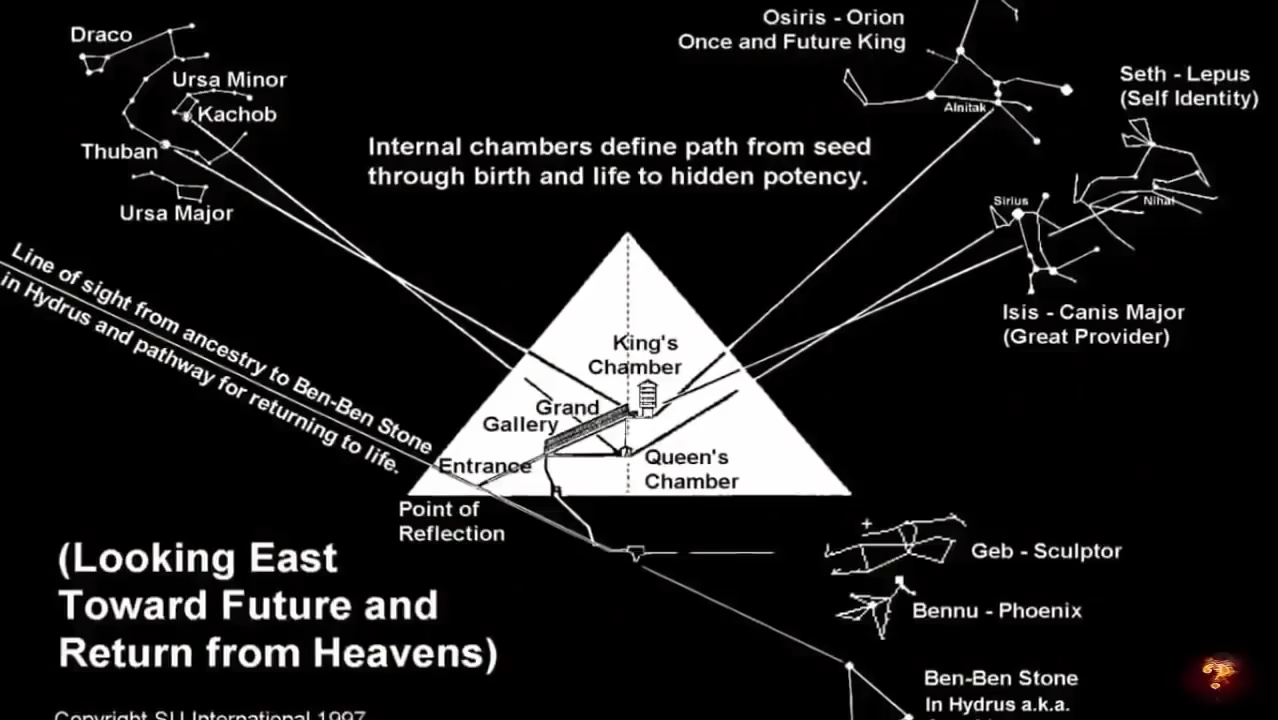 Draco
Osiris - Orion
Once and Future King
Ursa Minor
Kachob
Thuban
Ursa Major
Alnitak
Seth - Lepus
(Self Identity)
Internal chambers define path from seed
through birth and life to hidden potency.
Sirius
Nihal
Isis - Canis Major
(Great Provider)
Line of sight from ancestry to Ben-Ben Stone
in Hydrus and pathway for returning to life.
King's
Chamber
Grand
Gallery
Entrance
Queen's
Chamber
Point of
Reflection
(Looking East
Toward Future and
Return from Heavens)
Geb - Sculptor
Bennu - Phoenix
Ben-Ben Stone
In Hydrus a.k.a.
Copyright SU International 1997
?